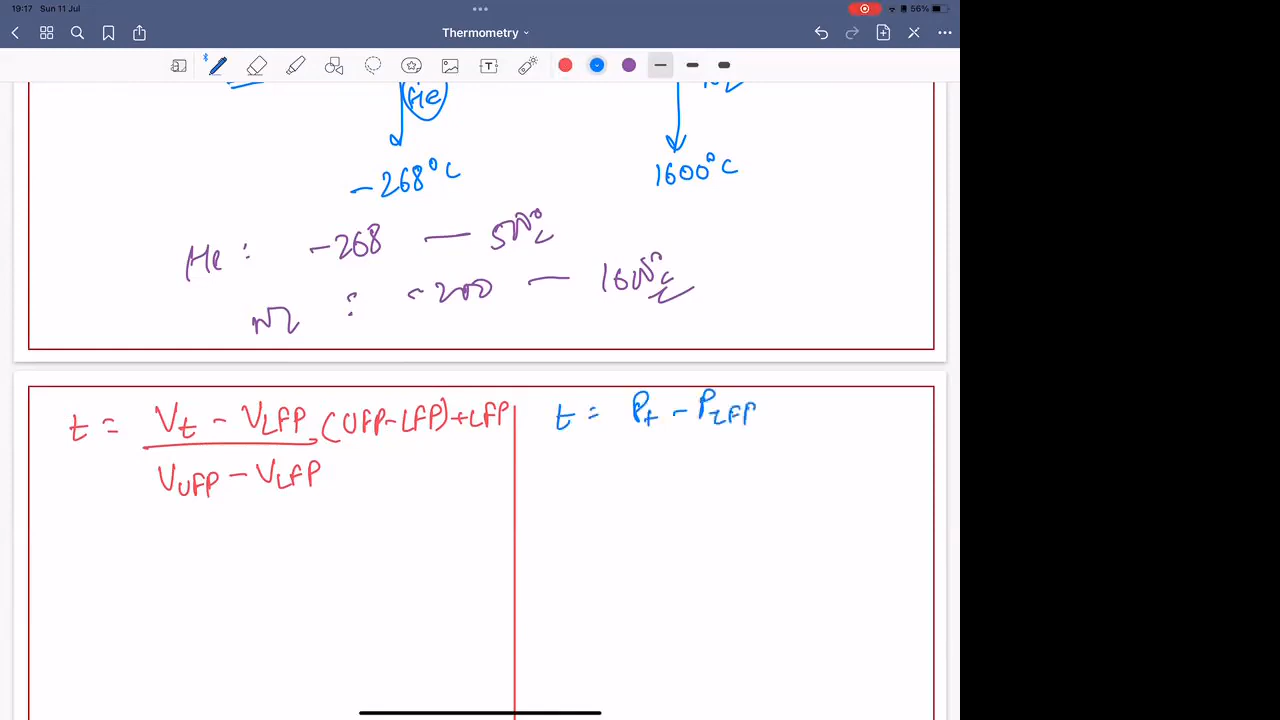 19:17 Sun 11 Jul
56%
Thermometry
T
He
-268°C
1600°C
He : -268 — 500°C
N2 : -200 — 1600°C
t = Vt - VLFP (UFP-LFP)+LFP
VUFP - VLFP
t = Pt - PLFP